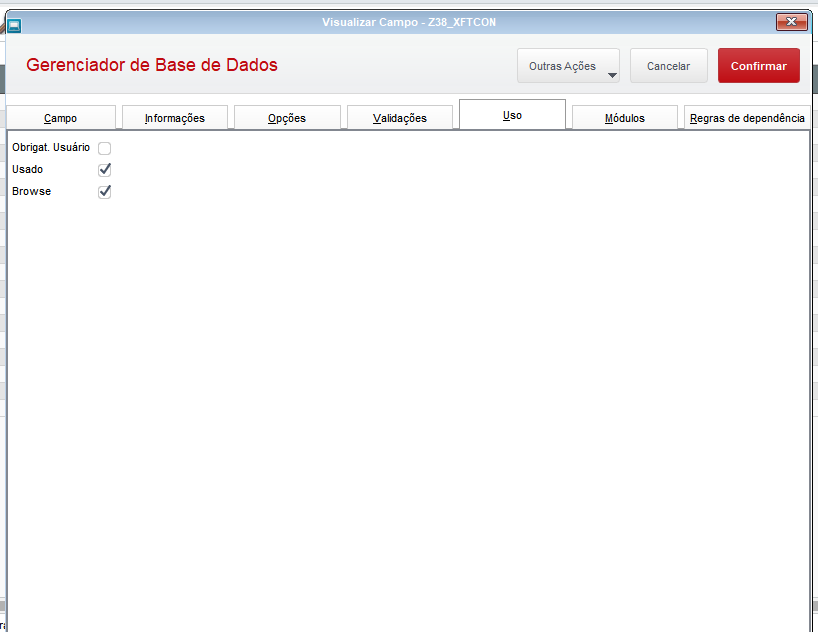 Visualizar Campo - Z38_XFTCON
Gerenciador de Base de Dados
Outras Ações
Cancelar
Confirmar
Campo
Informações
Opções
Validações
Uso
Módulos
Regras de dependência
Obrigat. Usuário
Usado
Browse